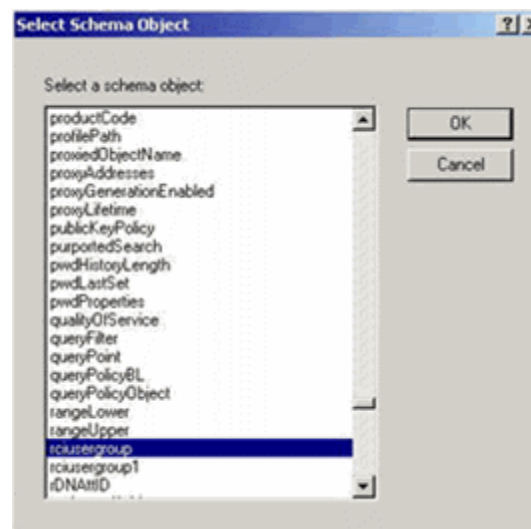 Select Schema Object
Select a schema object:
productCode
profilePath
proxiedObjectName
proxyAddresses
proxyGenerationEnabled
proxyLifetime
publicKeyPolicy
purportedSearch
pwdHistoryLength
pwdLastSet
pwdProperties
qualityOfService
queryFilter
queryPoint
queryPolicyBL
queryPolicyObject
rangeLower
rangeUpper
rciusergroup
rciusergroup1
rDNAttID
OK
Cancel